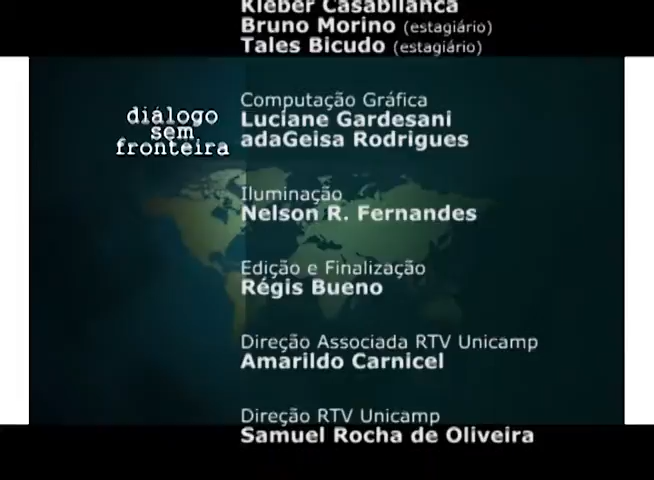 Kleber Casablanca
Bruno Morino (estagiário)
Tales Bicudo (estagiário)
diálogo
sem
fronteira
Computação Gráfica
Luciane Gardesani
adaGeisa Rodrigues
Iluminação
Nelson R. Fernandes
Edição e Finalização
Régis Bueno
Direção Associada RTV Unicamp
Amarildo Carnicel
Direção RTV Unicamp
Samuel Rocha de Oliveira